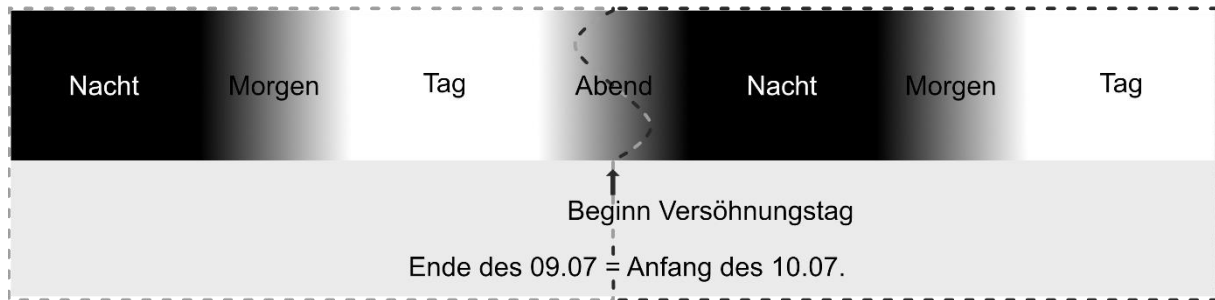 Nacht Morgen Tag Abend Nacht Morgen Tag
Beginn Versöhnungstag
Ende des 09.07 = Anfang des 10.07.